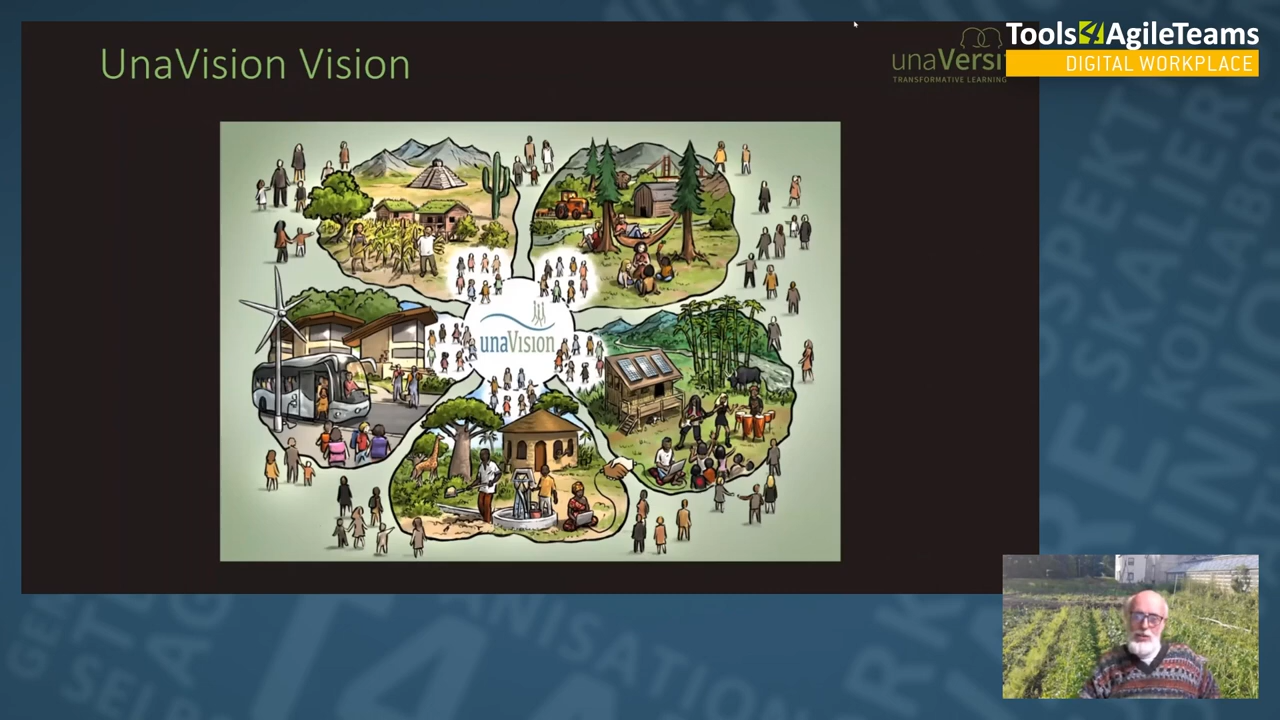 UnaVision Vision
unaVersi
TRANSFORMATIVE LEARNING
Tools4AgileTeams
DIGITAL WORKPLACE
unaVision